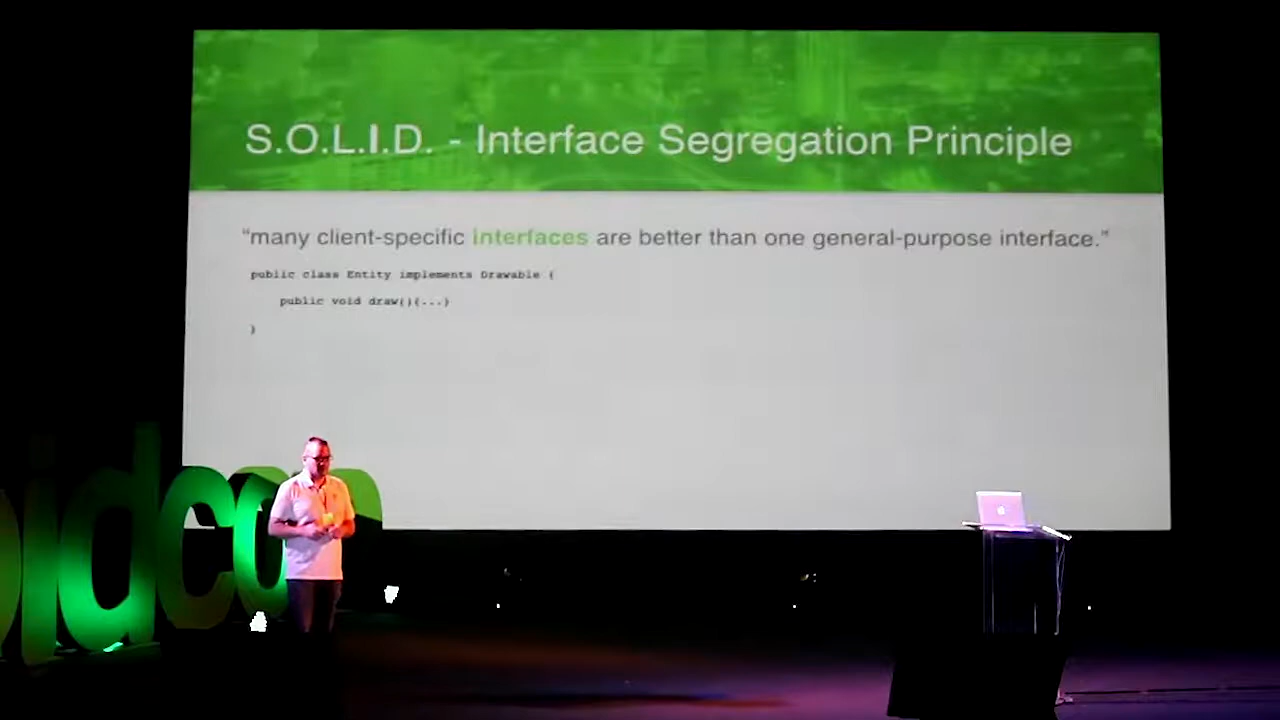 S.O.L.I.D. - Interface Segregation Principle
“many client-specific interfaces are better than one general-purpose interface.”
public class Entity implements Drawable {
public void draw(){...}
}
idcon